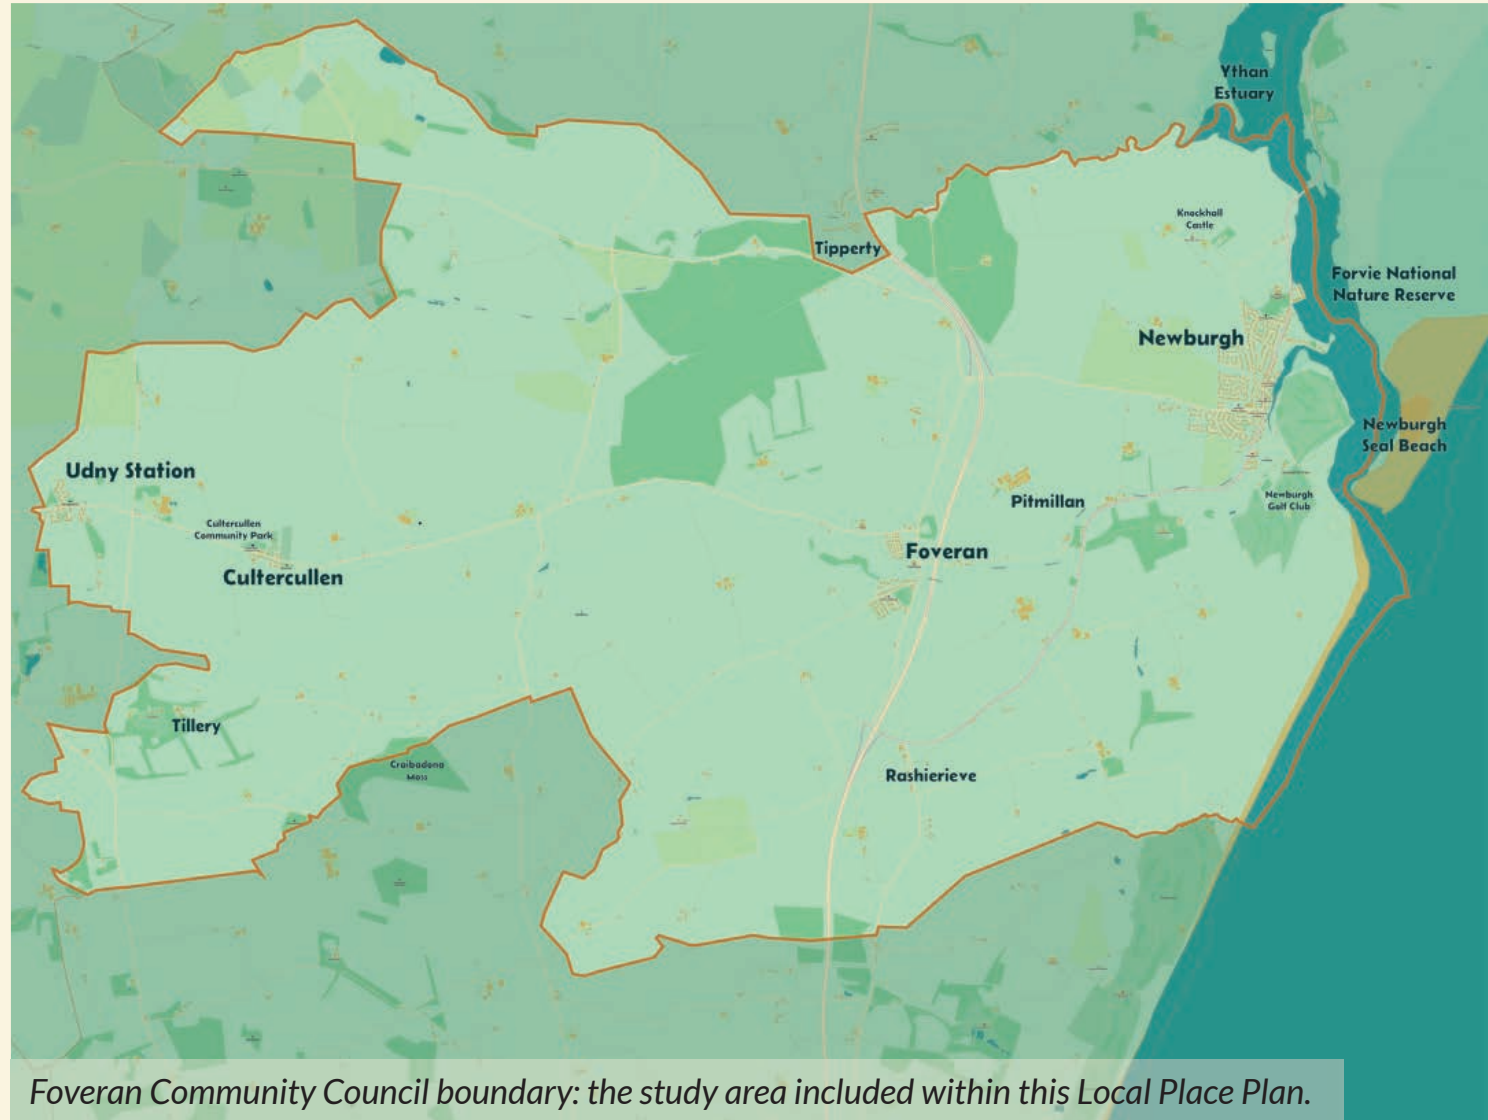 Ythan
Estuary
Knockhall
Castle
Tipperty
Forvie National
Nature Reserve
Newburgh
Newburgh
Seal Beach
Udny Station
Pitmillan
Newburgh
Golf Club
Cultercullen
Community Park
Foveran
Cultercullen
Tillery
Craibadona
Moss
Rashierieve
Foveran Community Council boundary: the study area included within this Local Place Plan.